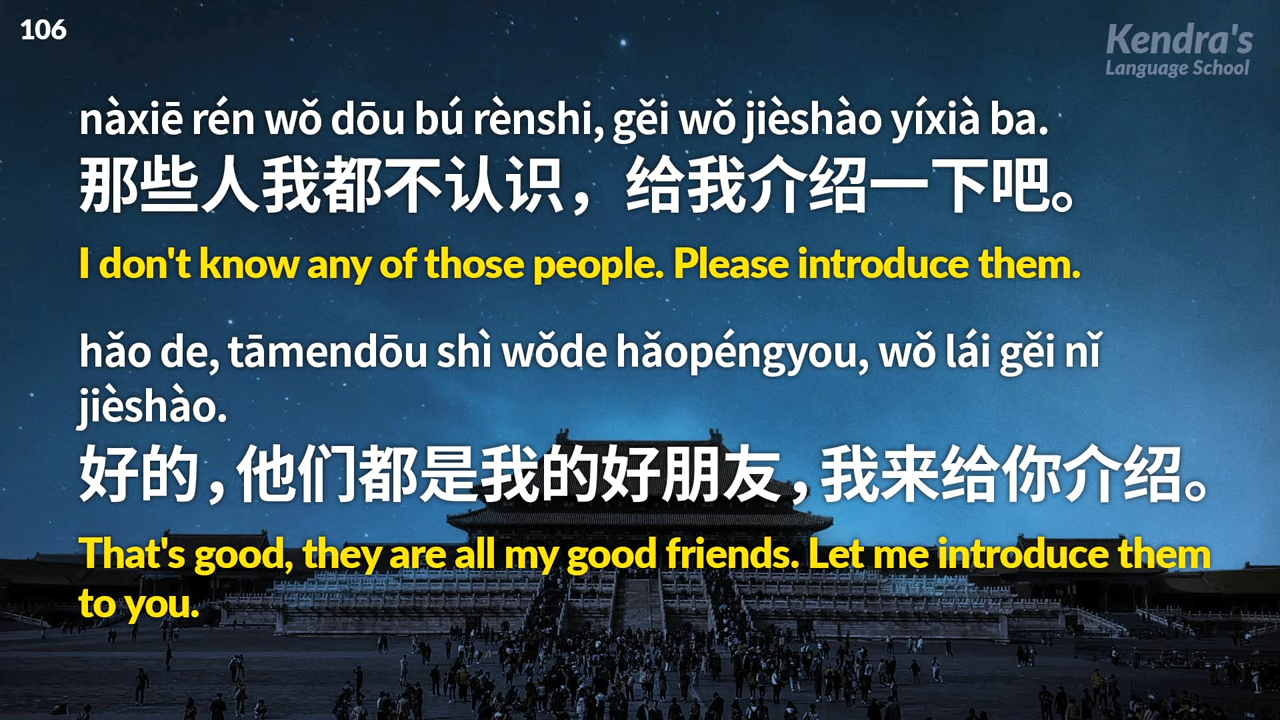 106
Kendra's
Language School
nàxiē rén wǒ dōu bú rènshi, gěi wǒ jièshào yíxià ba.
那些人我都不认识，给我介绍一下吧。
I don't know any of those people. Please introduce them.
hǎo de, tāmendōu shì wǒde hǎopéngyou, wǒ lái gěi nǐ
jièshào.
好的，他们都是我的好朋友，我来给你介绍。
That's good, they are all my good friends. Let me introduce them
to you.